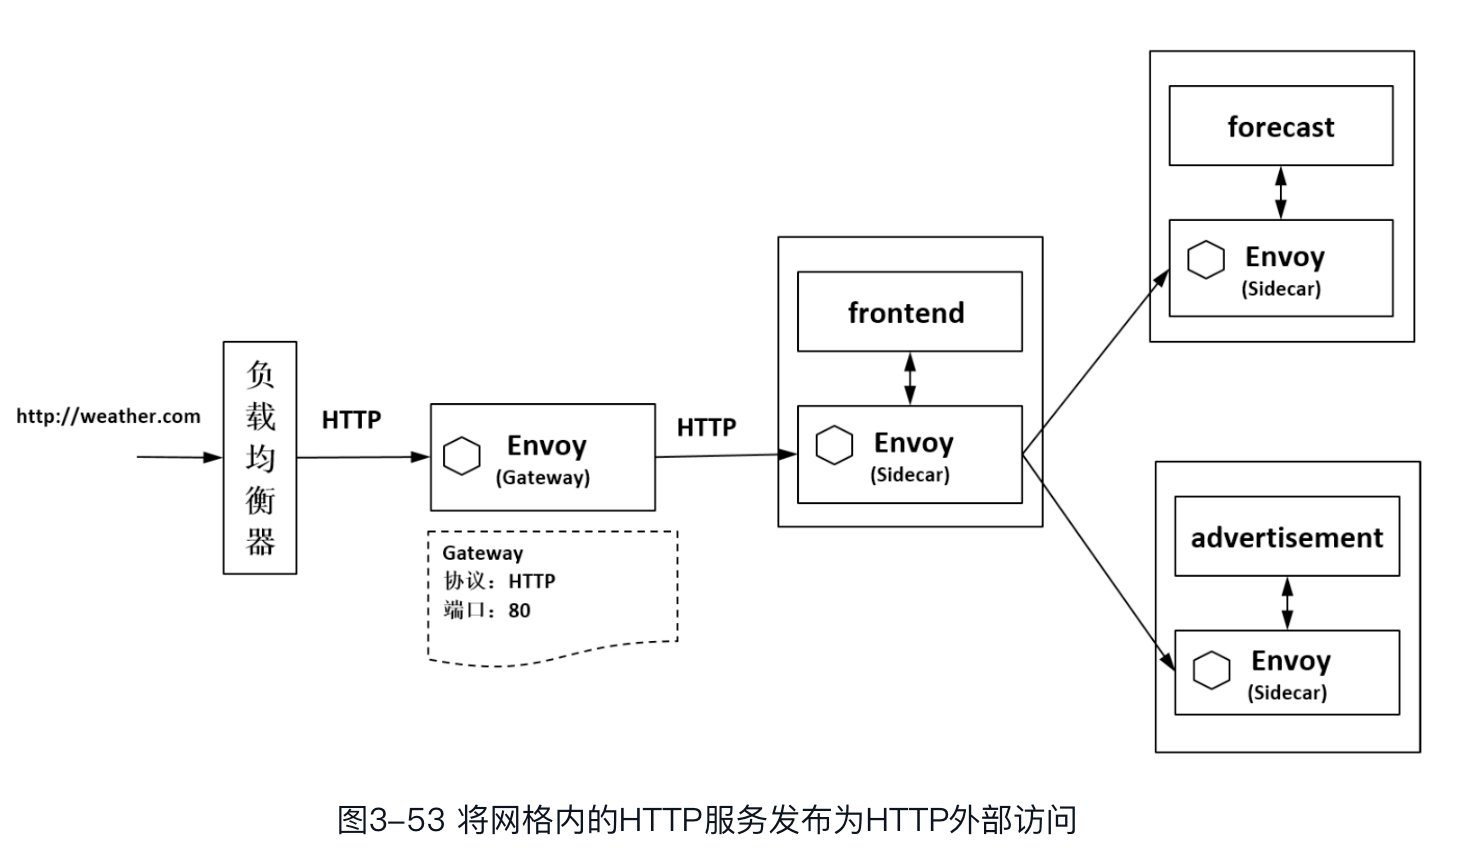 http://weather.com
负载均衡器
HTTP
Envoy
(Gateway)
Gateway
协议：HTTP
端口：80
HTTP
frontend
Envoy
(Sidecar)
forecast
Envoy
(Sidecar)
advertisement
Envoy
(Sidecar)
图3-53 将网格内的HTTP服务发布为HTTP外部访问